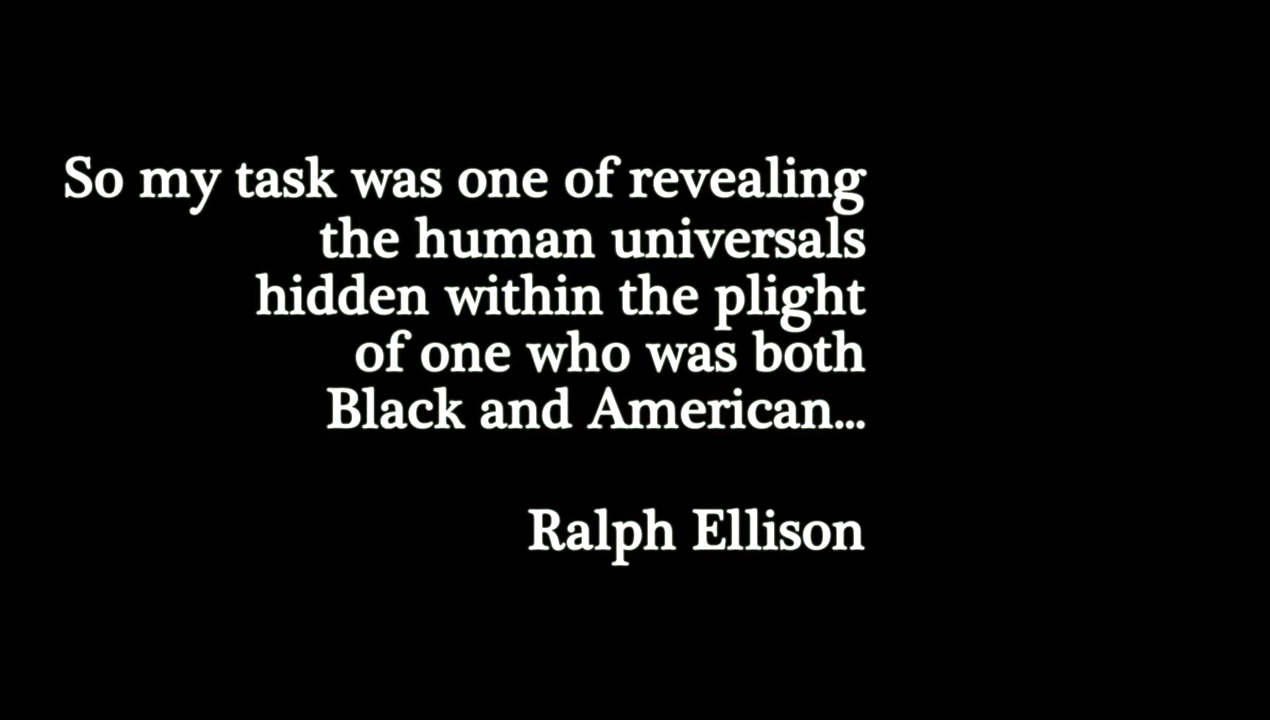 So my task was one of revealing
the human universals
hidden within the plight
of one who was both
Black and American...
Ralph Ellison